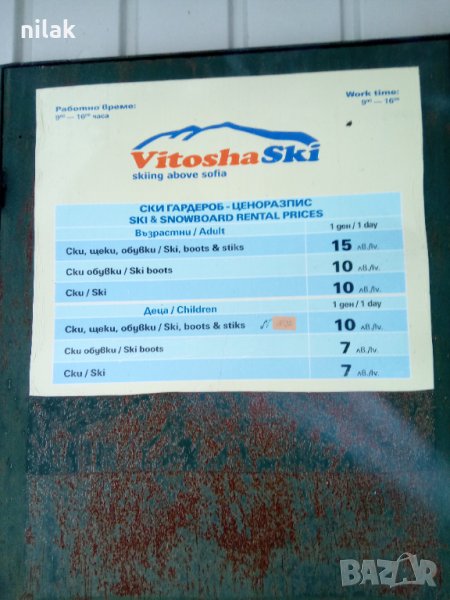 nilak
Работно време:
9⁰⁰ — 16⁰⁰ часа
Work time:
9⁰⁰ — 16⁰⁰
VitoshaSki
skiing above sofia
СКИ ГАРДЕРОБ - ЦЕНОРАЗПИС
SKI & SNOWBOARD RENTAL PRICES
Възрастни / Adult 1 ден / 1 day
Ски, щеки, обувки / Ski, boots & stiks 15 лв./lv.
Ски обувки / Ski boots 10 лв./lv.
Ски / Ski 10 лв./lv.
Деца / Children 1 ден / 1 day
Ски, щеки, обувки / Ski, boots & stiks 10 лв./lv.
Ски обувки / Ski boots 7 лв./lv.
Ски / Ski 7 лв./lv.
BAZAR